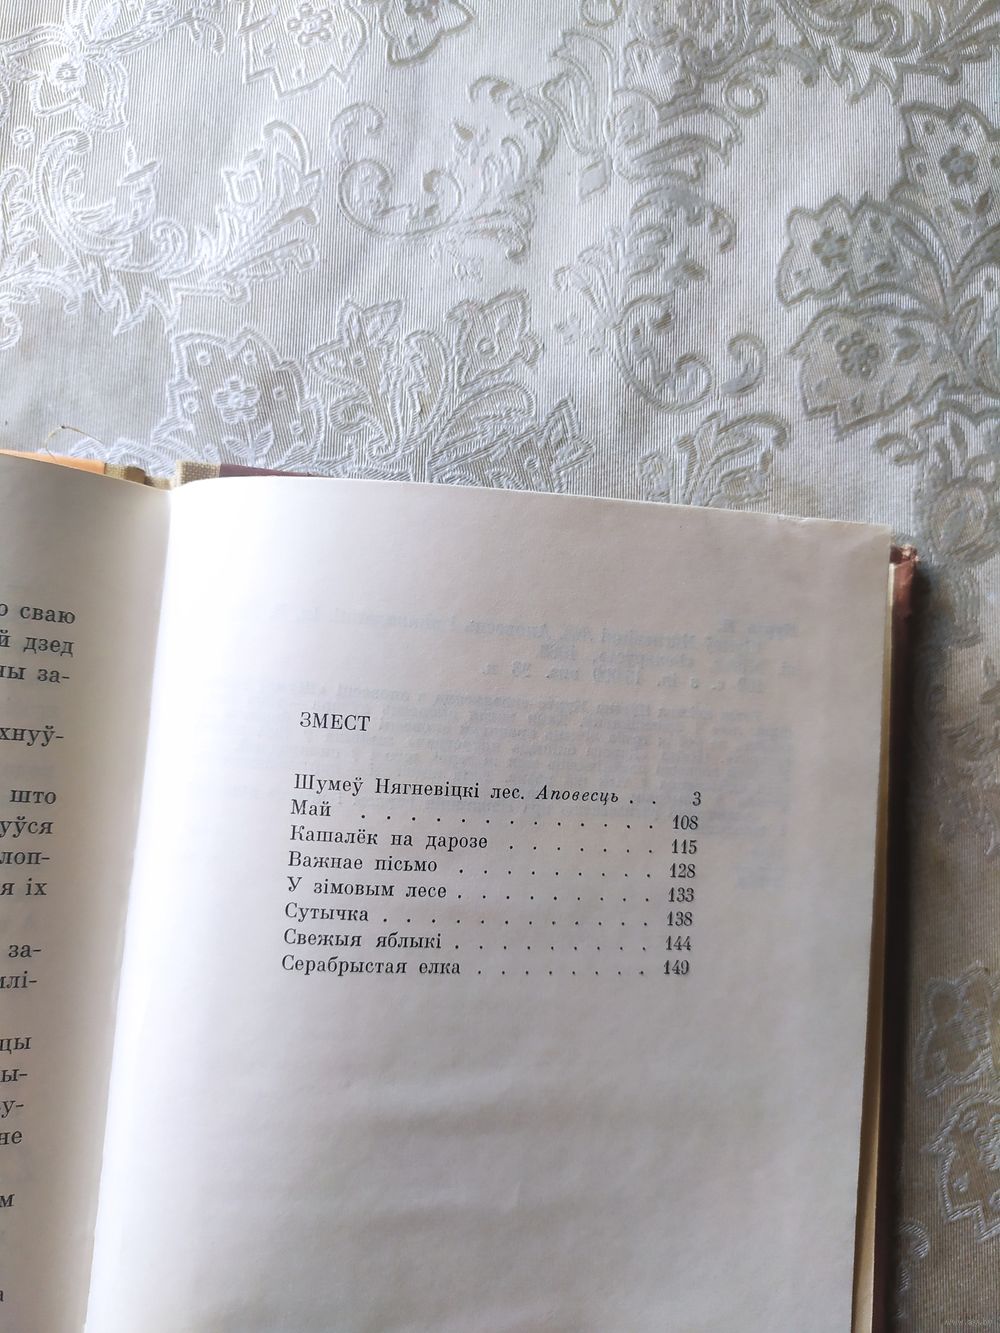 о сваю
й дзед
ны за-
хнуў-
што
уўся
лоп-
я іх
за-
млі-
цы
ы-
у-
не
м
а
ЗМЕСТ
Шумеў Нягневіцкі лес. Аповесць . . 3
Май . . . . . . . . . . . . . 108
Кашалёк на дарозе . . . . . . . 115
Важнае пісьмо . . . . . . . . . 128
У зімовым лесе . . . . . . . . . 133
Сутычка . . . . . . . . . . . . 138
Свежыя яблыкі . . . . . . . . . 144
Серабрыстая елка . . . . . . . . 149